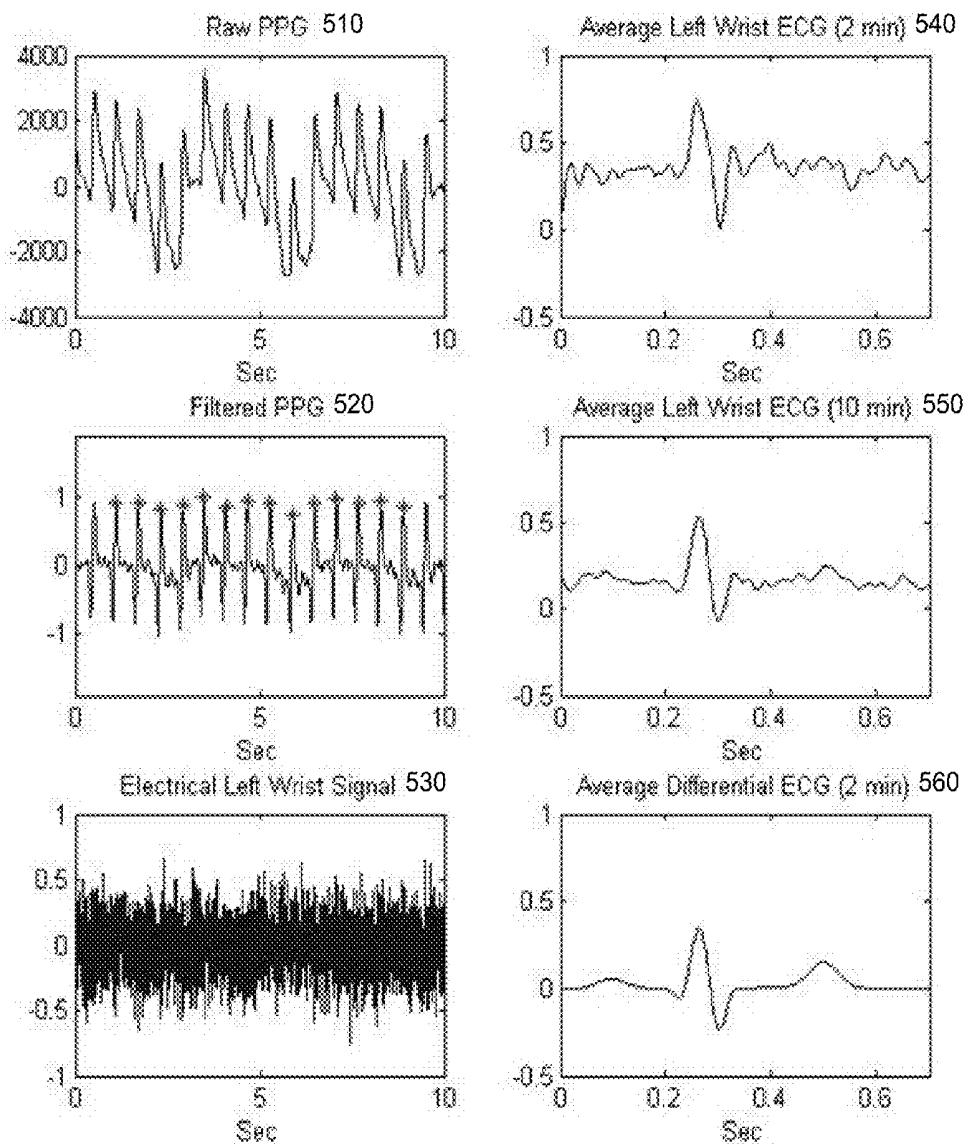 Raw PPG 510
4000
2000
0
-2000
-4000
0 5 10
Sec
Average Left Wrist ECG (2 min) 540
1
0.5
0
-0.5
0 0.2 0.4 0.6
Sec
Filtered PPG 520
1
0
-1
0 5 10
Sec
Average Left Wrist ECG (10 min) 550
1
0.5
0
-0.5
0 0.2 0.4 0.6
Sec
Electrical Left Wrist Signal 530
1
0.5
0
-0.5
-1
0 5 10
Sec
Average Differential ECG (2 min) 560
1
0.5
0
-0.5
0 0.2 0.4 0.6
Sec